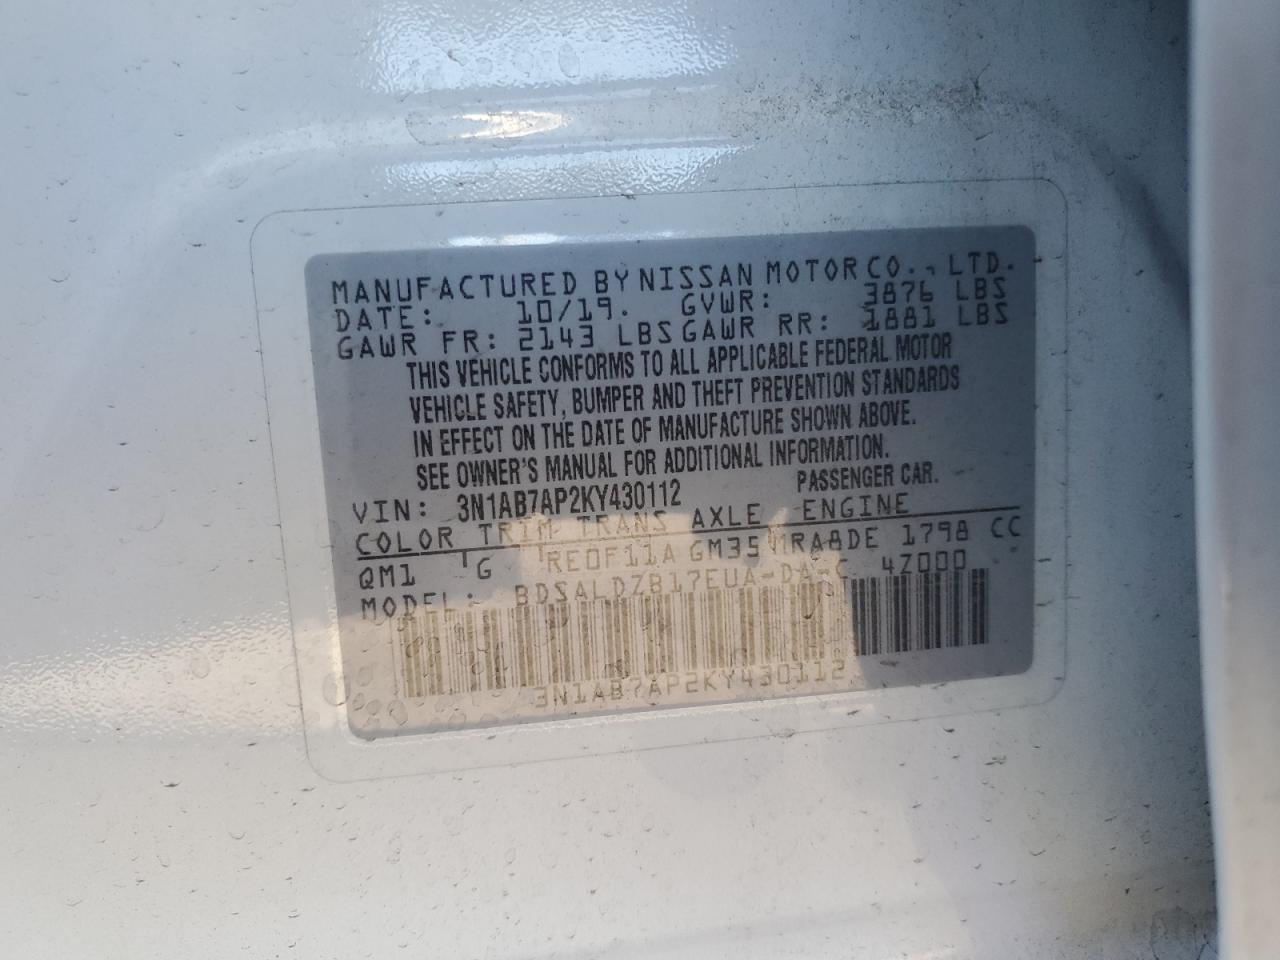 MANUFACTURED BY NISSAN MOTOR CO., LTD.
DATE: 10/19. GVWR: 3876 LBS
GAWR FR: 2143 LBS GAWR RR: 1881 LBS
THIS VEHICLE CONFORMS TO ALL APPLICABLE FEDERAL MOTOR
VEHICLE SAFETY, BUMPER AND THEFT PREVENTION STANDARDS
IN EFFECT ON THE DATE OF MANUFACTURE SHOWN ABOVE.
SEE OWNER'S MANUAL FOR ADDITIONAL INFORMATION.
VIN: 3N1AB7AP2KY430112 PASSENGER CAR.
COLOR TRIM TRANS AXLE ENGINE
QM1 G RE0F11A GM35 MRA8DE 1798 CC
MODEL: BDSALDZB17EUA-DA-C 4Z000
3N1AB7AP2KY430112